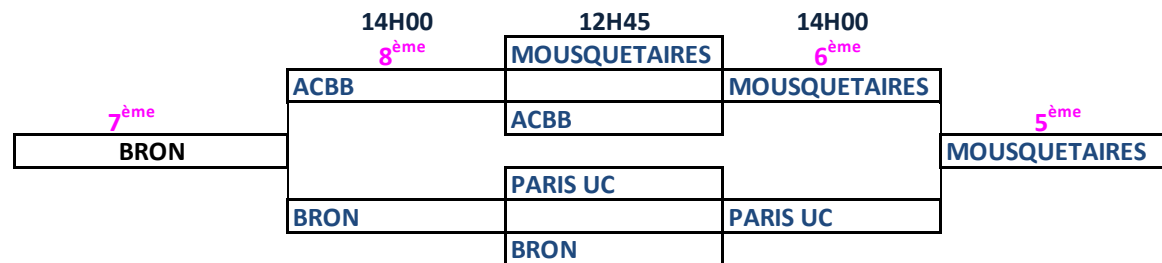 14H00 12H45 14H00
8ème MOUSQUETAIRES 6ème
ACBB MOUSQUETAIRES
7ème ACBB 5ème
BRON MOUSQUETAIRES
PARIS UC
BRON PARIS UC
BRON